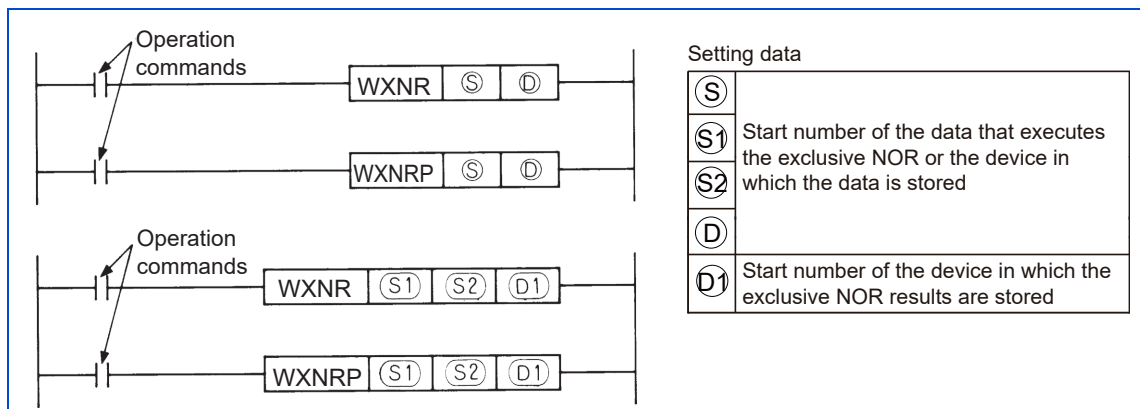 Operation
commands
WXNR Ⓢ Ⓓ
WXNRP Ⓢ Ⓓ
Operation
commands
WXNR S1 S2 D1
WXNRP S1 S2 D1
Setting data
S
S1
S2
D
Start number of the data that executes
the exclusive NOR or the device in
which the data is stored
D1
Start number of the device in which the
exclusive NOR results are stored